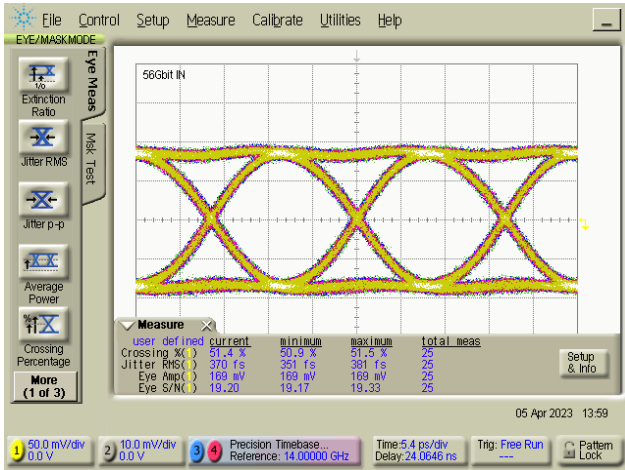 File Control Setup Measure Calibrate Utilities Help
EYE/MASKMODE
Eye Meas
Msk Test
Extinction
Ratio
Jitter RMS
Jitter p-p
Average
Power
Crossing
Percentage
More
(1 of 3)
56Gbit IN
Measure
user defined current minimum maximum total meas
Crossing %(1) 51.4 % 50.9 % 51.5 % 25
Jitter RMS(1) 370 fs 351 fs 381 fs 25
Eye Amp(1) 169 mV 169 mV 169 mV 25
Eye S/N(1) 19.20 19.17 19.33 25
Setup
& Info
05 Apr 2023 13:59
1 50.0 mV/div
0.0 V
2 10.0 mV/div
0.0 V
3 4 Precision Timebase...
Reference: 14.00000 GHz
Time:5.4 ps/div
Delay:24.0646 ns
Trig: Free Run
---
Pattern
Lock